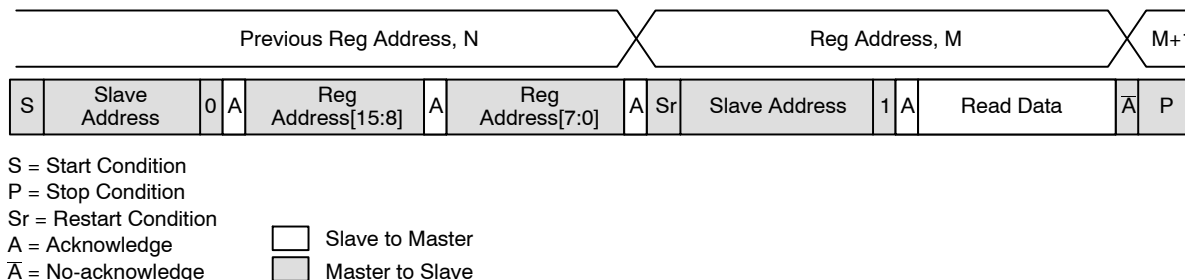 Previous Reg Address, N
Reg Address, M
M+1
S
Slave Address
0
A
Reg Address[15:8]
A
Reg Address[7:0]
A
Sr
Slave Address
1
A
Read Data
A̅
P
S = Start Condition
P = Stop Condition
Sr = Restart Condition
A = Acknowledge
A̅ = No-acknowledge
Slave to Master
Master to Slave